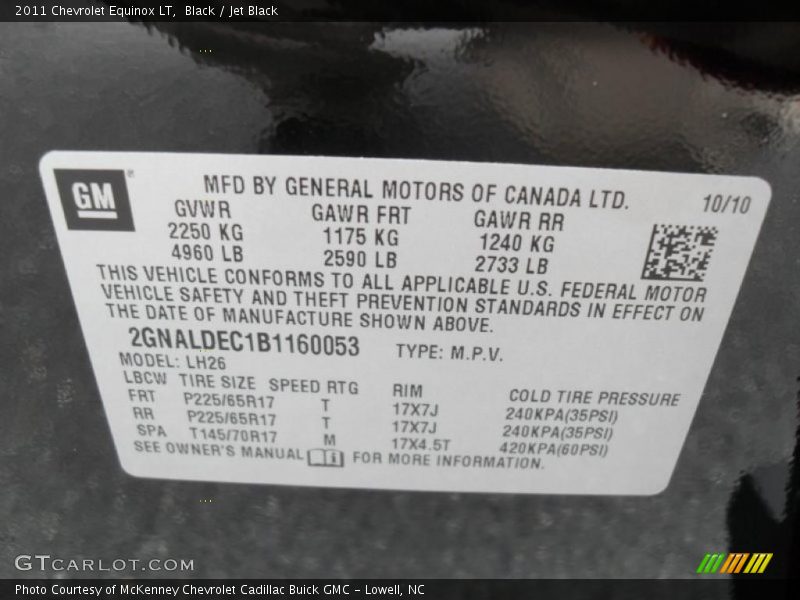 2011 Chevrolet Equinox LT, Black / Jet Black
GM
MFD BY GENERAL MOTORS OF CANADA LTD. 10/10
GVWR GAWR FRT GAWR RR
2250 KG 1175 KG 1240 KG
4960 LB 2590 LB 2733 LB
THIS VEHICLE CONFORMS TO ALL APPLICABLE U.S. FEDERAL MOTOR
VEHICLE SAFETY AND THEFT PREVENTION STANDARDS IN EFFECT ON
THE DATE OF MANUFACTURE SHOWN ABOVE.
2GNALDEC1B1160053 TYPE: M.P.V.
MODEL: LH26
LBCW TIRE SIZE SPEED RTG RIM COLD TIRE PRESSURE
FRT P225/65R17 T 17X7J 240KPA(35PSI)
RR P225/65R17 T 17X7J 240KPA(35PSI)
SPA T145/70R17 M 17X4.5T 420KPA(60PSI)
SEE OWNER'S MANUAL FOR MORE INFORMATION.
GTCARLOT.COM
Photo Courtesy of McKenney Chevrolet Cadillac Buick GMC - Lowell, NC